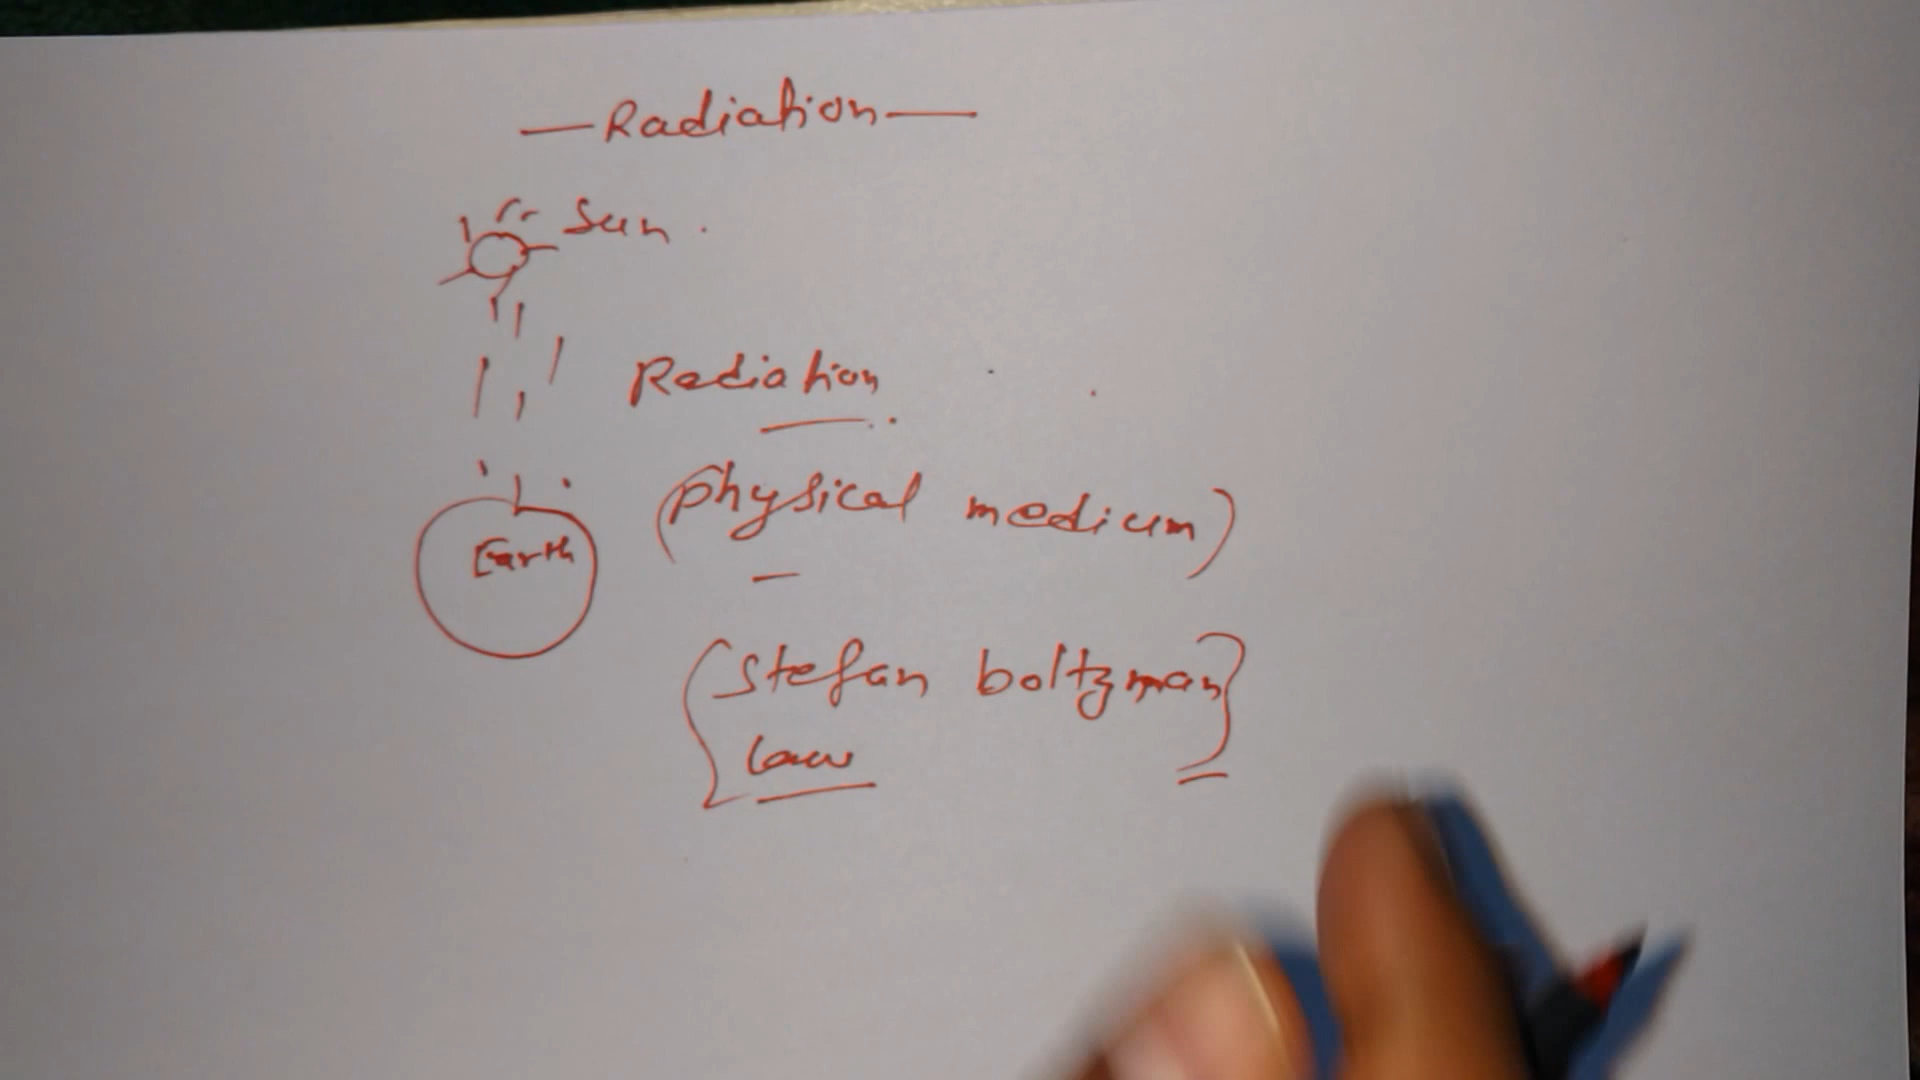 —Radiation—
Sun.
Radiation
(physical medium)
Earth
{Stefan boltzman}
law